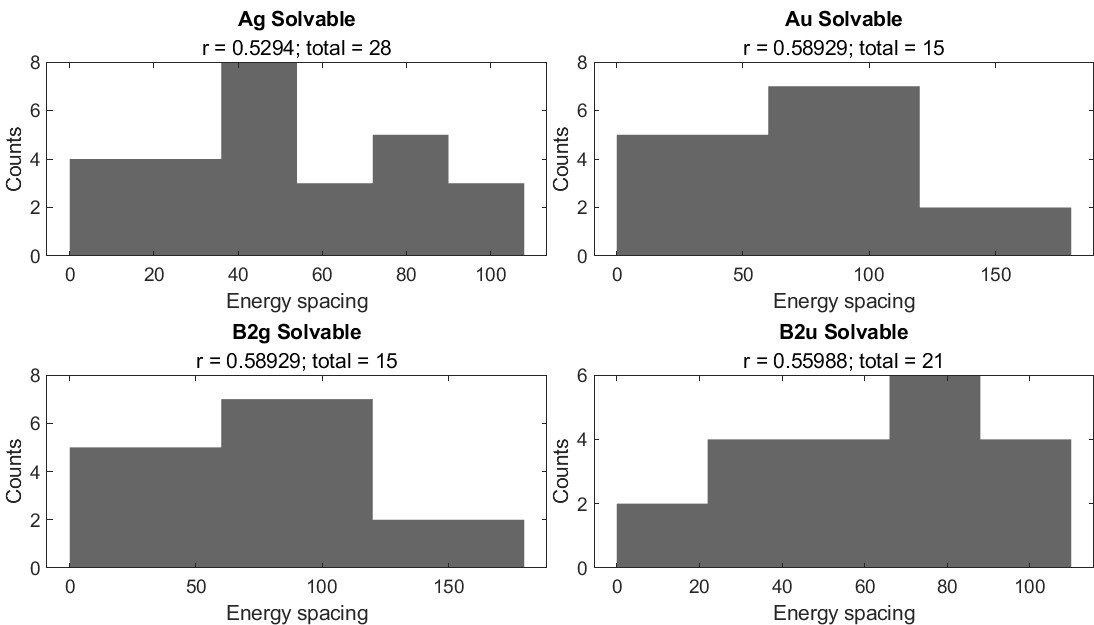 Ag Solvable
r = 0.5294; total = 28
8
6
4
2
0
Counts
0 20 40 60 80 100
Energy spacing
Au Solvable
r = 0.58929; total = 15
8
6
4
2
0
Counts
0 50 100 150
Energy spacing
B2g Solvable
r = 0.58929; total = 15
8
6
4
2
0
Counts
0 50 100 150
Energy spacing
B2u Solvable
r = 0.55988; total = 21
6
4
2
0
Counts
0 20 40 60 80 100
Energy spacing